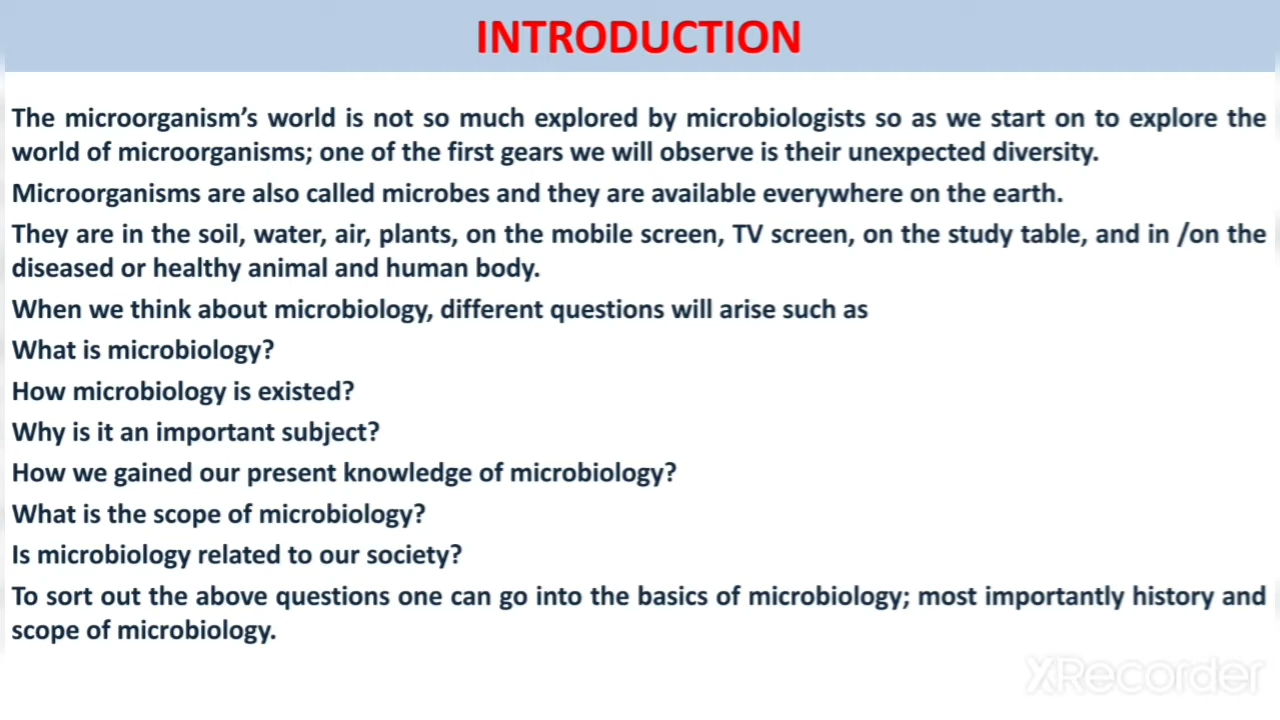 INTRODUCTION
The microorganism's world is not so much explored by microbiologists so as we start on to explore the
world of microorganisms; one of the first gears we will observe is their unexpected diversity.
Microorganisms are also called microbes and they are available everywhere on the earth.
They are in the soil, water, air, plants, on the mobile screen, TV screen, on the study table, and in /on the
diseased or healthy animal and human body.
When we think about microbiology, different questions will arise such as
What is microbiology?
How microbiology is existed?
Why is it an important subject?
How we gained our present knowledge of microbiology?
What is the scope of microbiology?
Is microbiology related to our society?
To sort out the above questions one can go into the basics of microbiology; most importantly history and
scope of microbiology.
XRecorder